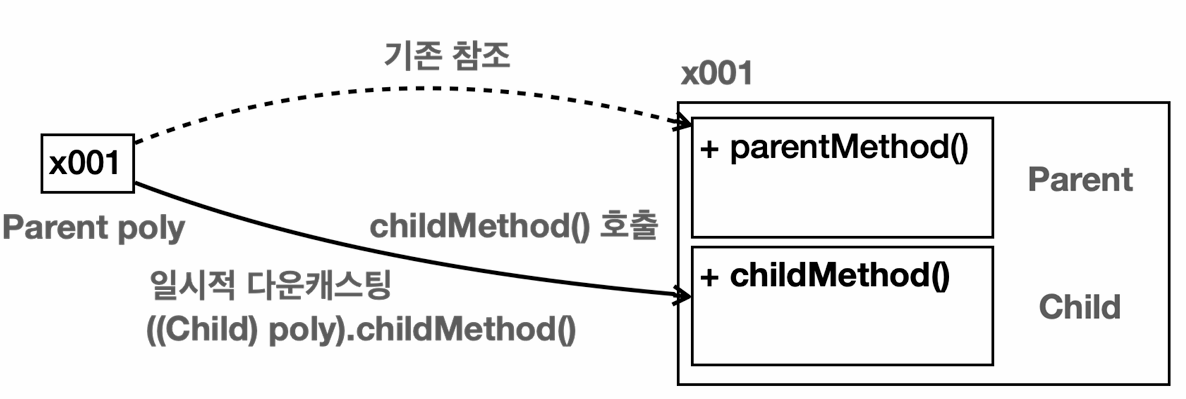 기존 참조
x001
x001
+ parentMethod()
Parent
Parent poly
childMethod() 호출
일시적 다운캐스팅
((Child) poly).childMethod()
+ childMethod()
Child